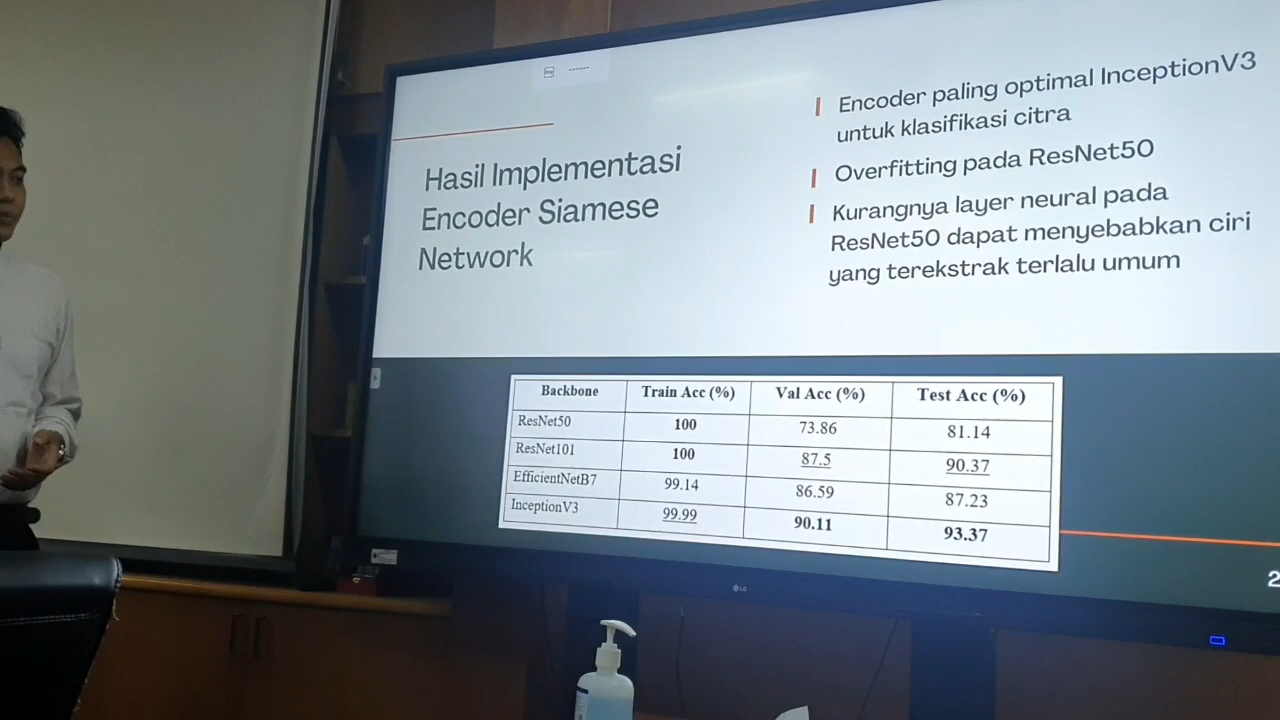 Hasil Implementasi
Encoder Siamese
Network
Encoder paling optimal InceptionV3
untuk klasifikasi citra
Overfitting pada ResNet50
Kurangnya layer neural pada
ResNet50 dapat menyebabkan ciri
yang terekstrak terlalu umum
Backbone Train Acc (%) Val Acc (%) Test Acc (%)
ResNet50 100 73.86 81.14
ResNet101 100 87.5 90.37
EfficientNetB7 99.14 86.59 87.23
InceptionV3 99.99 90.11 93.37
2
LG